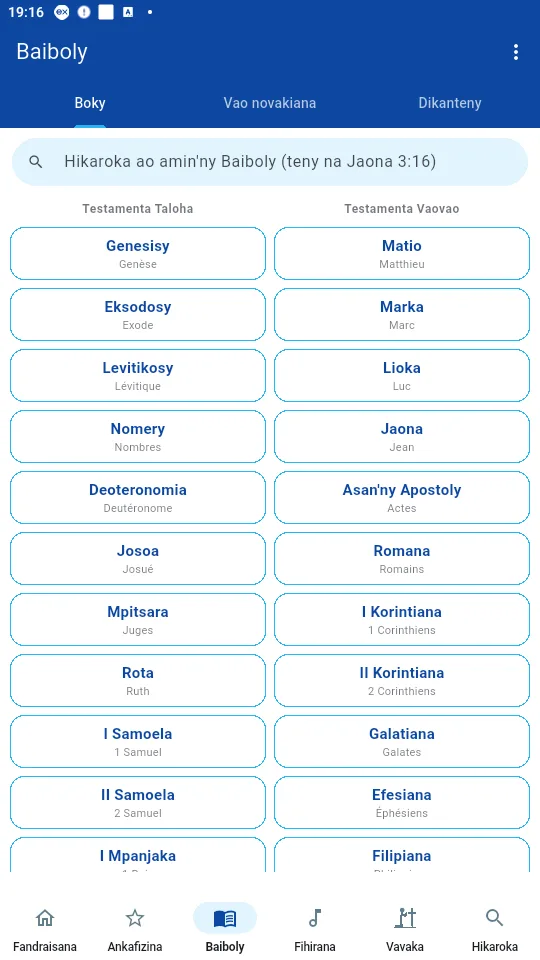 19:16
Baiboly
Boky
Vao novakiana
Dikanteny
Hikaroka ao amin'ny Baiboly (teny na Jaona 3:16)
Testamenta Taloha
Testamenta Vaovao
Genesisy
Genèse
Matio
Matthieu
Eksodosy
Exode
Marka
Marc
Levitikosy
Lévitique
Lioka
Luc
Nomery
Nombres
Jaona
Jean
Deoteronomia
Deutéronome
Asan'ny Apostoly
Actes
Josoa
Josué
Romana
Romains
Mpitsara
Juges
I Korintiana
1 Corinthiens
Rota
Ruth
II Korintiana
2 Corinthiens
I Samoela
1 Samuel
Galatiana
Galates
II Samoela
2 Samuel
Efesiana
Éphésiens
I Mpanjaka
Filipiana
Fandraisana
Ankafizina
Baiboly
Fihirana
Vavaka
Hikaroka